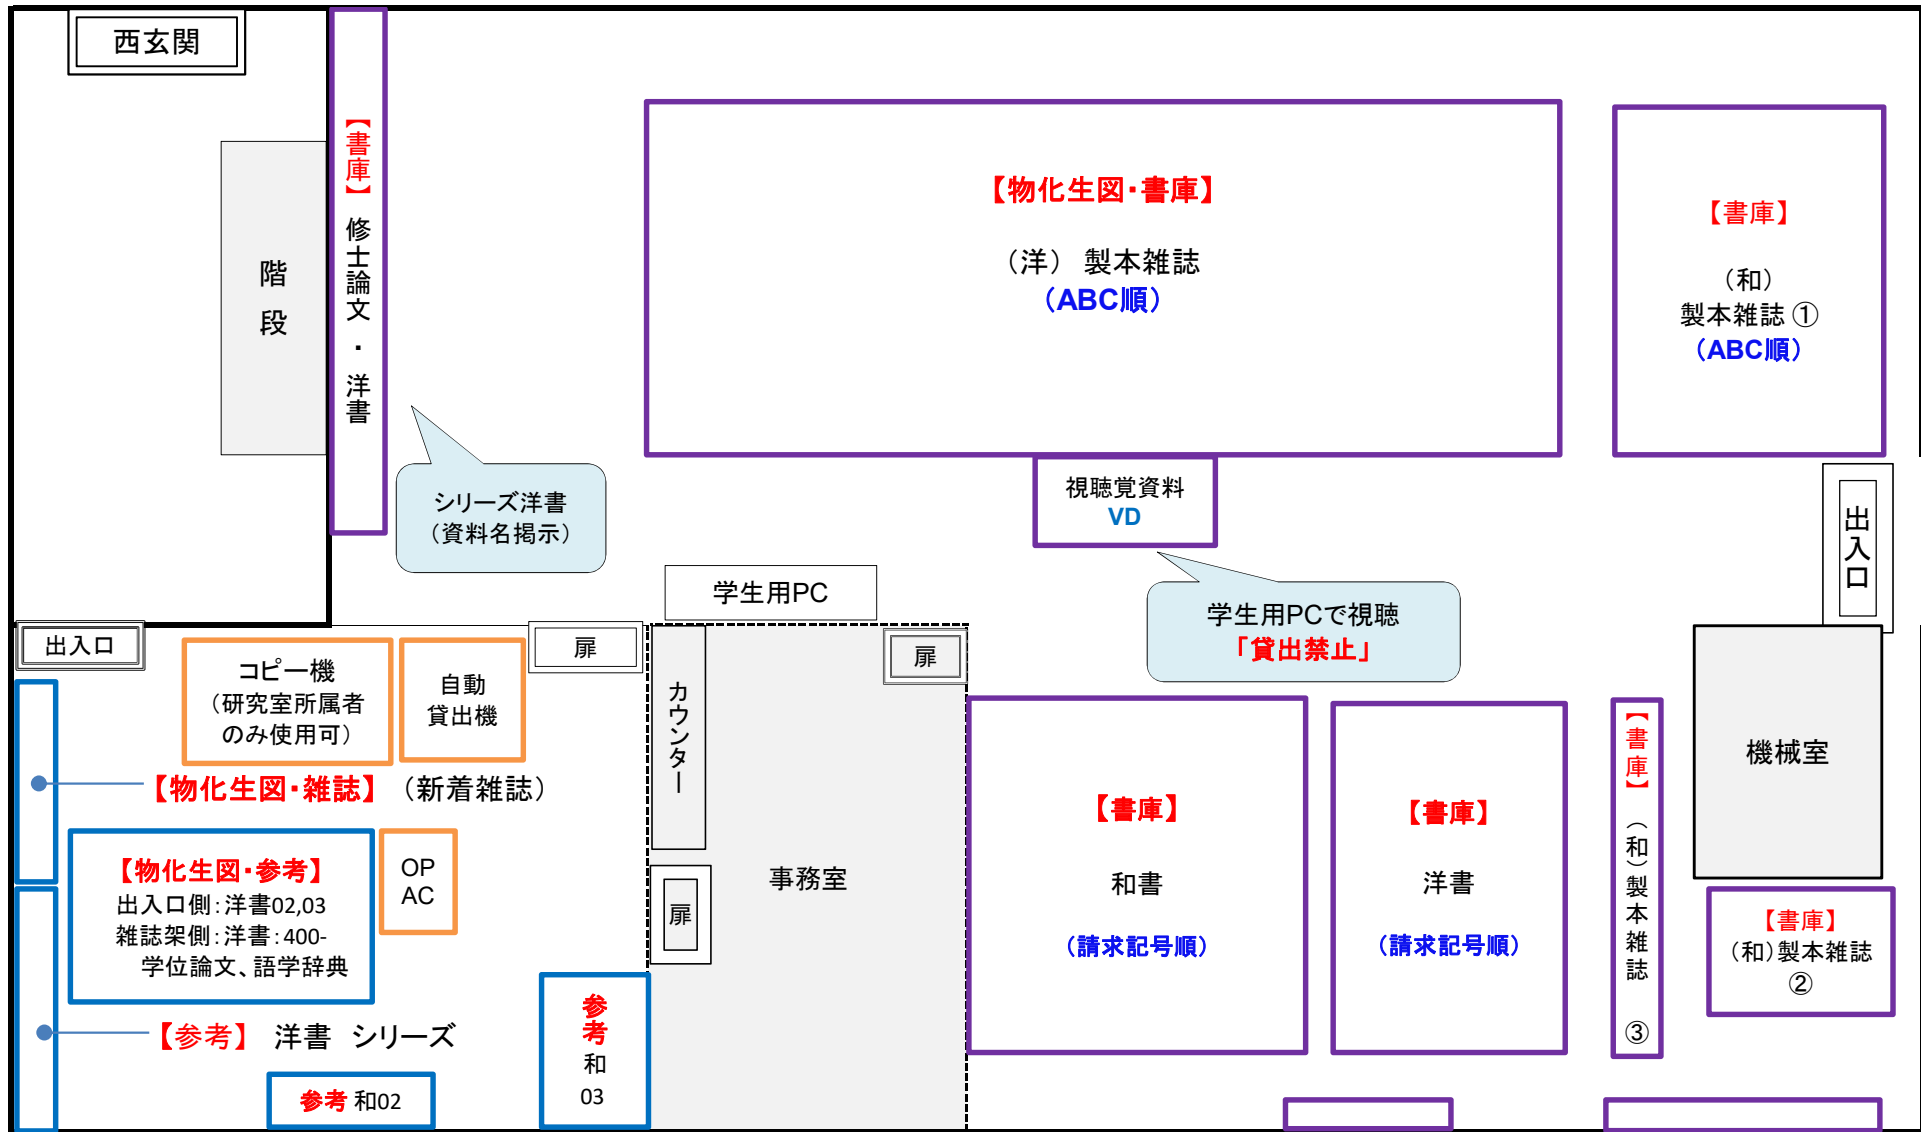 西玄関
【書庫】 修士論文 ・ 洋書
階
段
【物化生図・書庫】
（洋） 製本雑誌
（ABC順）
【書庫】
（和）
製本雑誌 ①
（ABC順）
シリーズ洋書
（資料名掲示）
視聴覚資料
VD
出入口
学生用PC
学生用PCで視聴
「貸出禁止」
出入口
コピー機
（研究室所属者
のみ使用可）
自動
貸出機
扉
カウンター
扉
【物化生図・雑誌】 （新着雑誌）
【物化生図・参考】
出入口側：洋書02,03
雑誌架側：洋書：400-
学位論文、語学辞典
OP
AC
扉
事務室
【書庫】
和書
（請求記号順）
【書庫】
洋書
（請求記号順）
【書庫】 （和）製本雑誌 ③
機械室
【書庫】
（和）製本雑誌
②
【参考】 洋書 シリーズ
参考
和
03
参考 和02